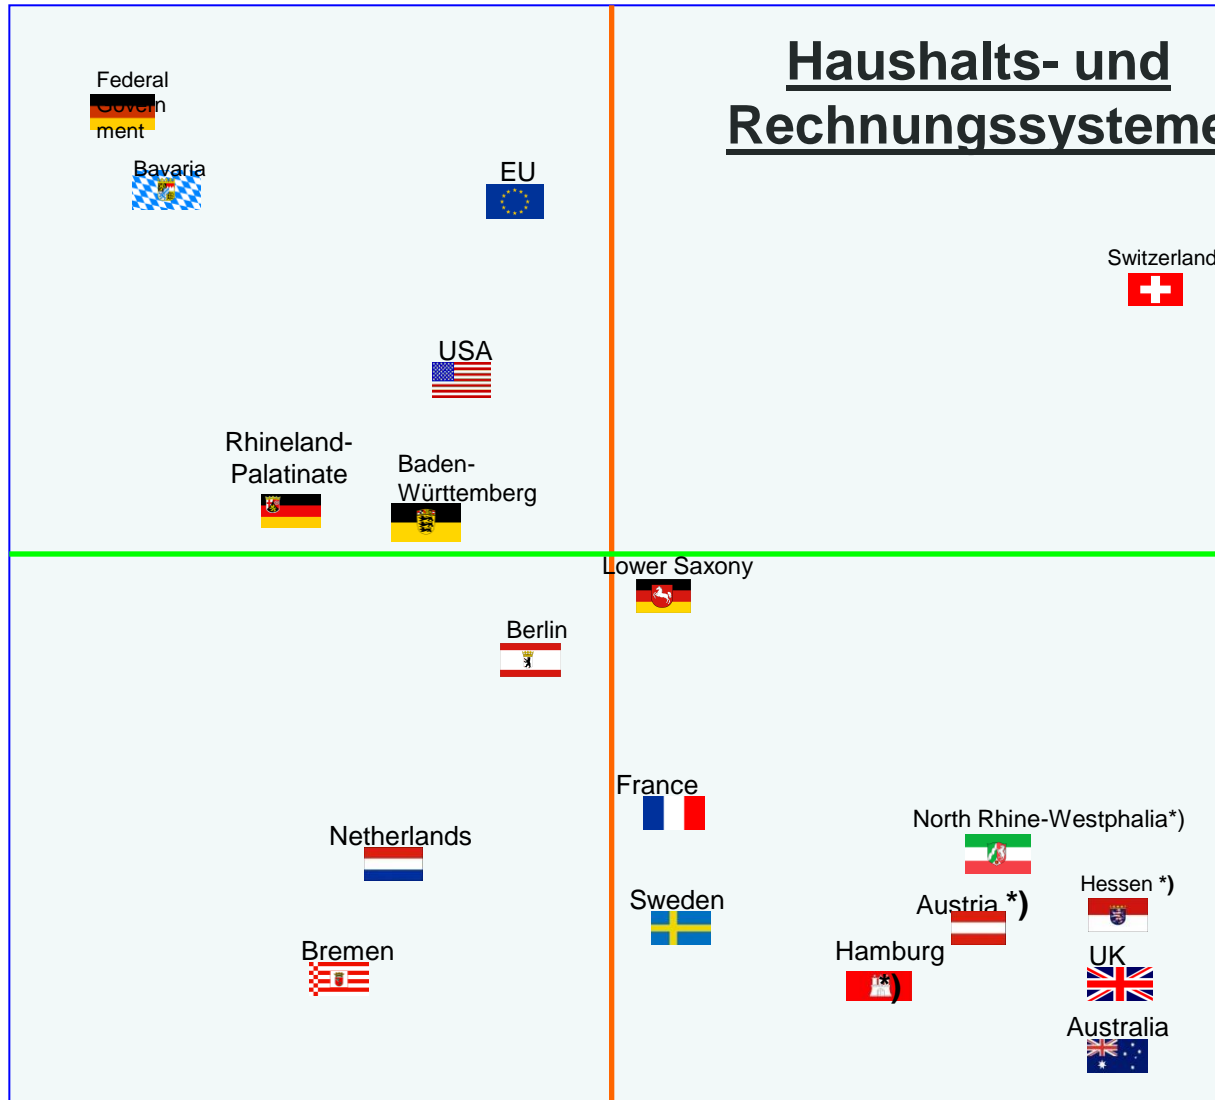 Haushalts- und
Rechnungssysteme
Federal
Govern
ment
Bavaria
EU
Switzerland
USA
Rhineland-
Palatinate
Baden-
Württemberg
Lower Saxony
Berlin
France
North Rhine-Westphalia*)
Netherlands
Hessen *)
Sweden
Austria *)
Bremen
Hamburg
*)
UK
Australia